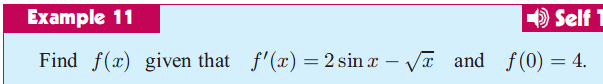 Example 11
Self T
Find f(x) given that f′(x) = 2 sin x − √x and f(0) = 4.